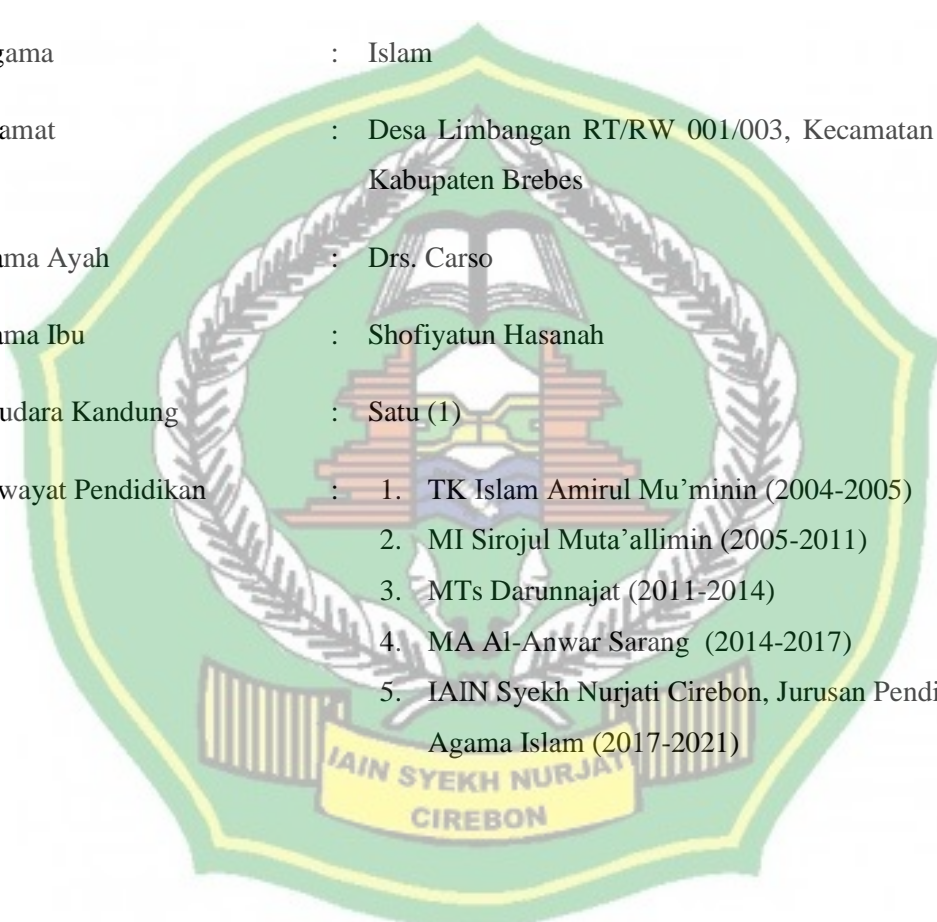 gama : Islam
amat : Desa Limbangan RT/RW 001/003, Kecamatan
Kabupaten Brebes
ama Ayah : Drs. Carso
ama Ibu : Shofiyatun Hasanah
udara Kandung : Satu (1)
wayat Pendidikan : 1. TK Islam Amirul Mu’minin (2004-2005)
2. MI Sirojul Muta’allimin (2005-2011)
3. MTs Darunnajat (2011-2014)
4. MA Al-Anwar Sarang (2014-2017)
5. IAIN Syekh Nurjati Cirebon, Jurusan Pendi
Agama Islam (2017-2021)
IAIN SYEKH NURJATI
CIREBON